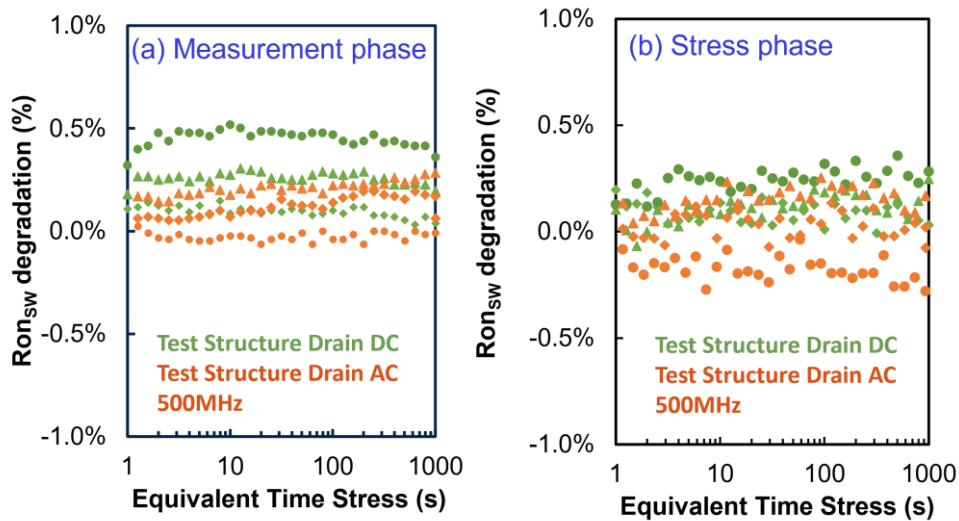 (a) Measurement phase
RonSW degradation (%)
1.0%
0.5%
0.0%
-0.5%
-1.0%
Test Structure Drain DC
Test Structure Drain AC
500MHz
1 10 100 1000
Equivalent Time Stress (s)
(b) Stress phase
RonSW degradation (%)
1.0%
0.5%
0.0%
-0.5%
-1.0%
Test Structure Drain DC
Test Structure Drain AC
500MHz
1 10 100 1000
Equivalent Time Stress (s)